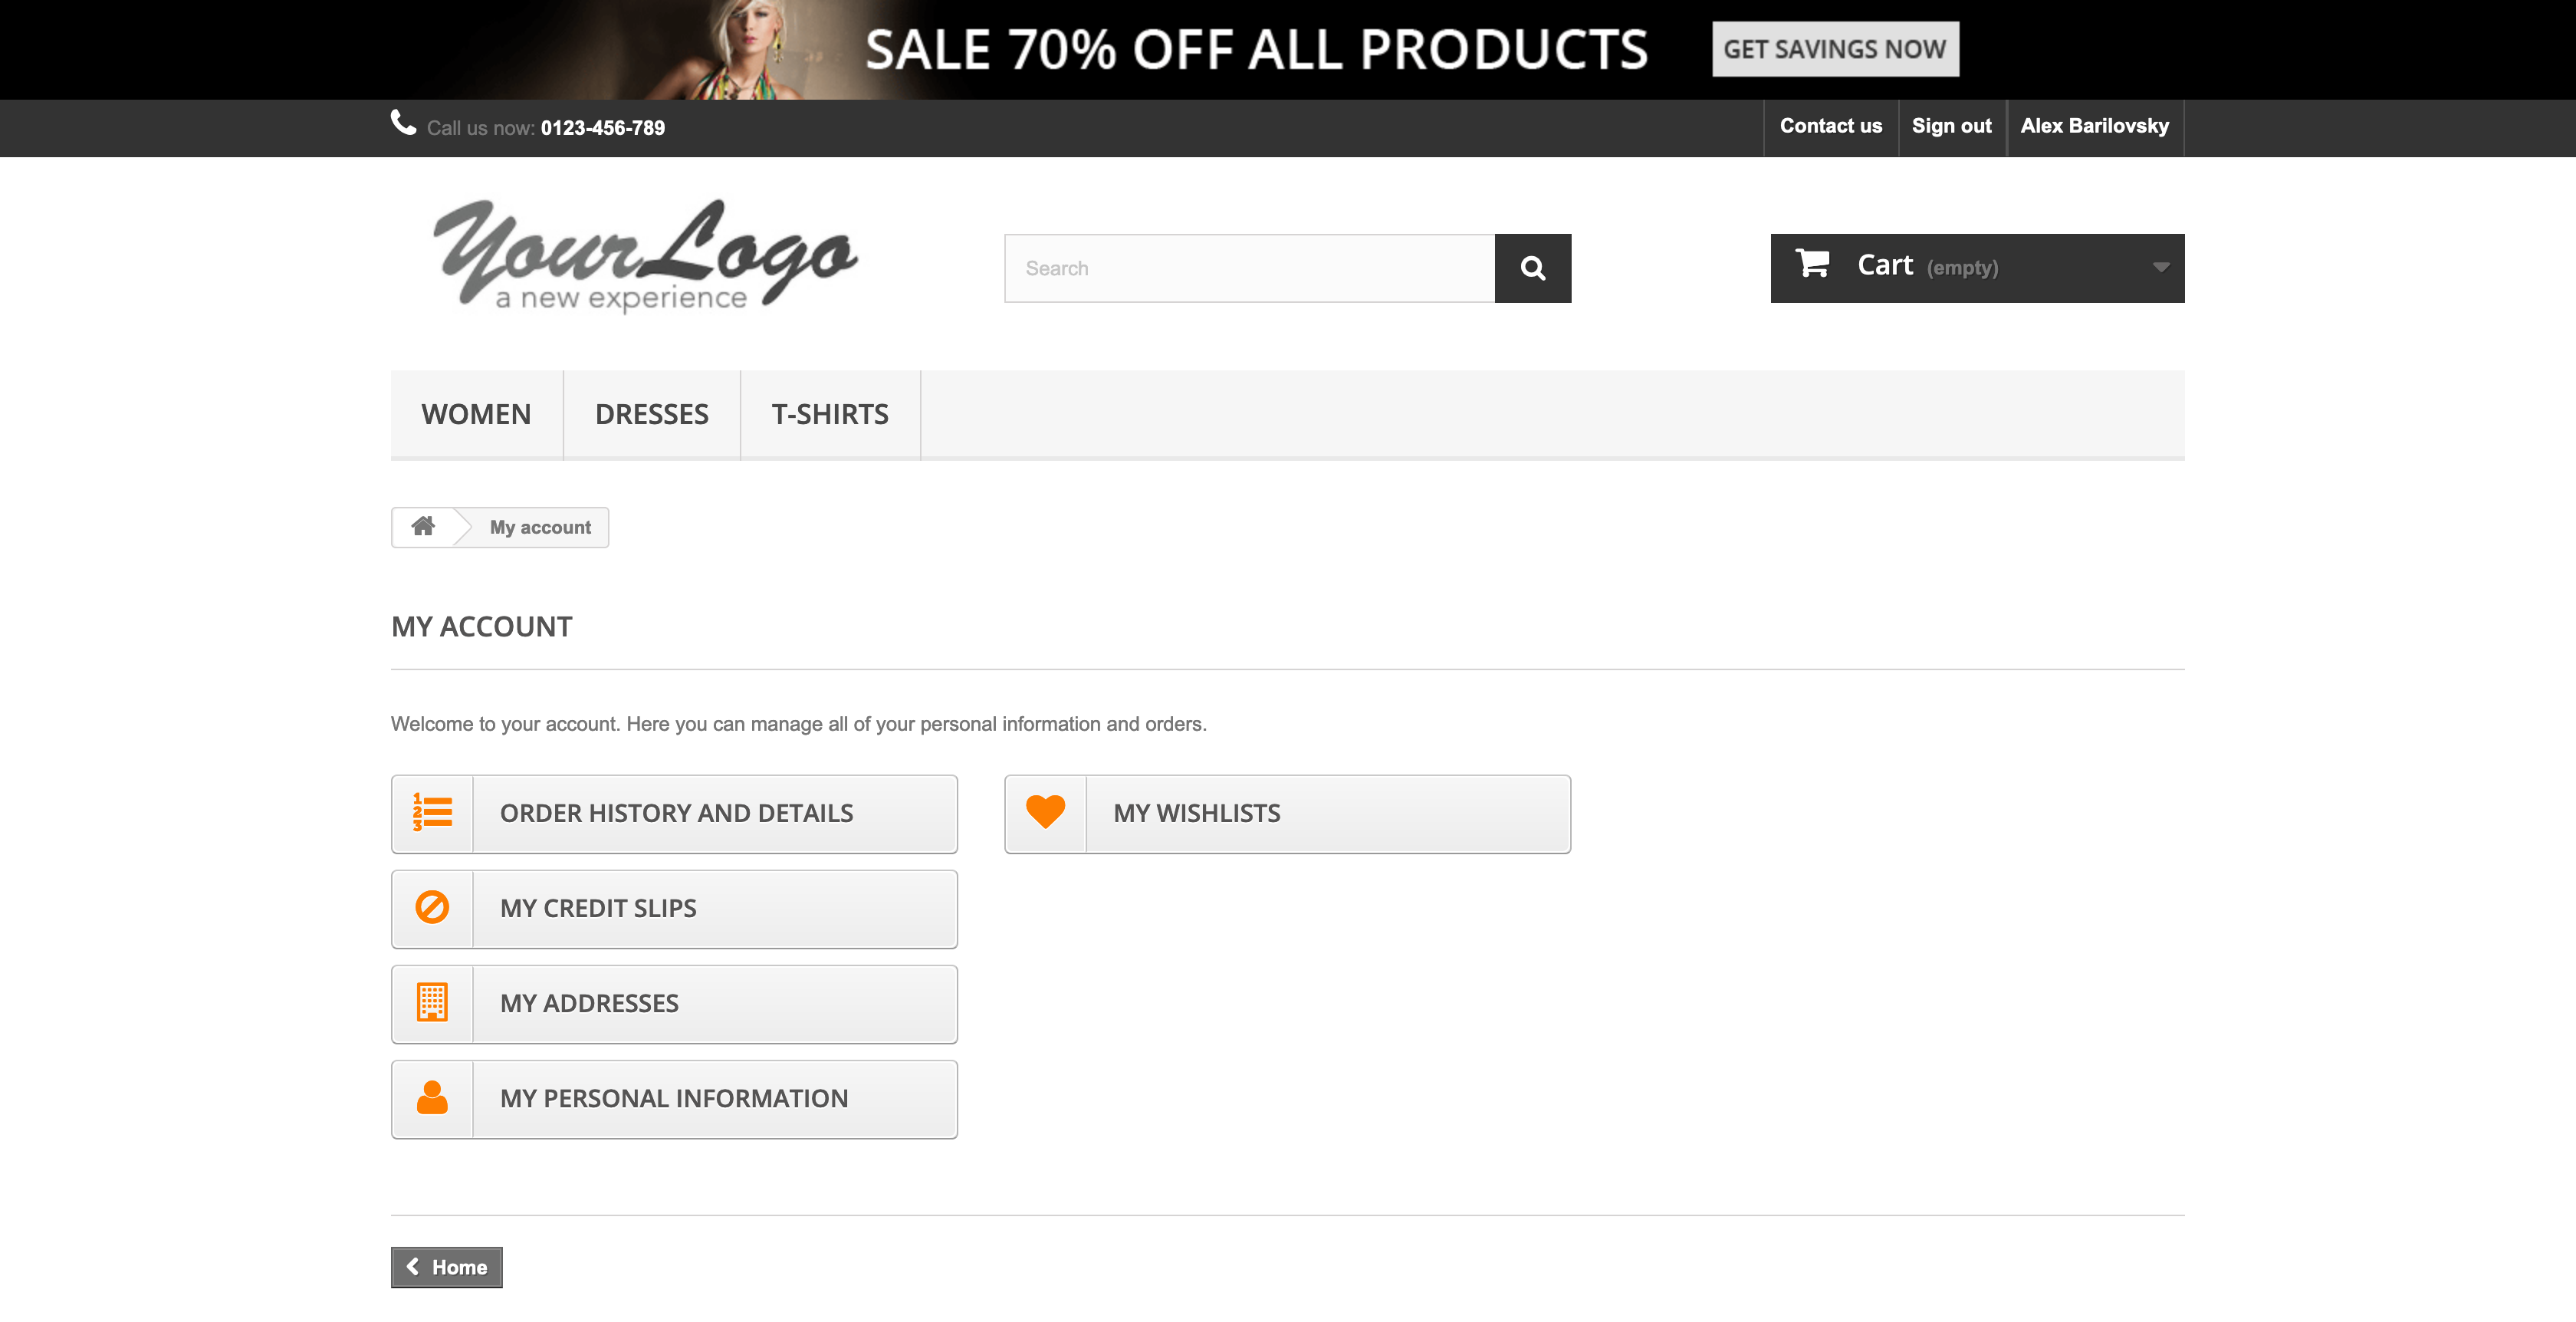 SALE 70% OFF ALL PRODUCTS GET SAVINGS NOW
Call us now: 0123-456-789 Contact us Sign out Alex Barilovsky
YourLogo
a new experience
Search
Cart (empty)
WOMEN DRESSES T-SHIRTS
My account
MY ACCOUNT
Welcome to your account. Here you can manage all of your personal information and orders.
1
2
3
ORDER HISTORY AND DETAILS
MY WISHLISTS
MY CREDIT SLIPS
MY ADDRESSES
MY PERSONAL INFORMATION
Home